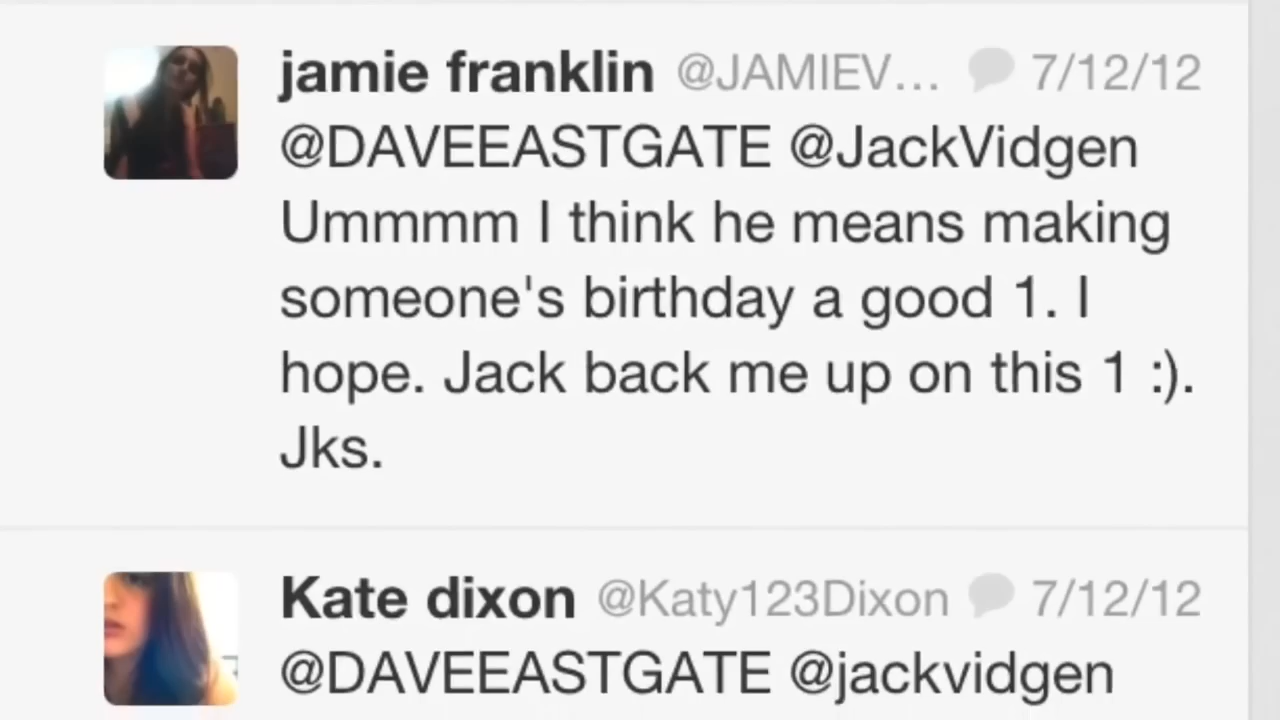 jamie franklin @JAMIEV... 7/12/12
@DAVEEASTGATE @JackVidgen
Ummmm I think he means making
someone's birthday a good 1. I
hope. Jack back me up on this 1 :).
Jks.
Kate dixon @Katy123Dixon 7/12/12
@DAVEEASTGATE @jackvidgen